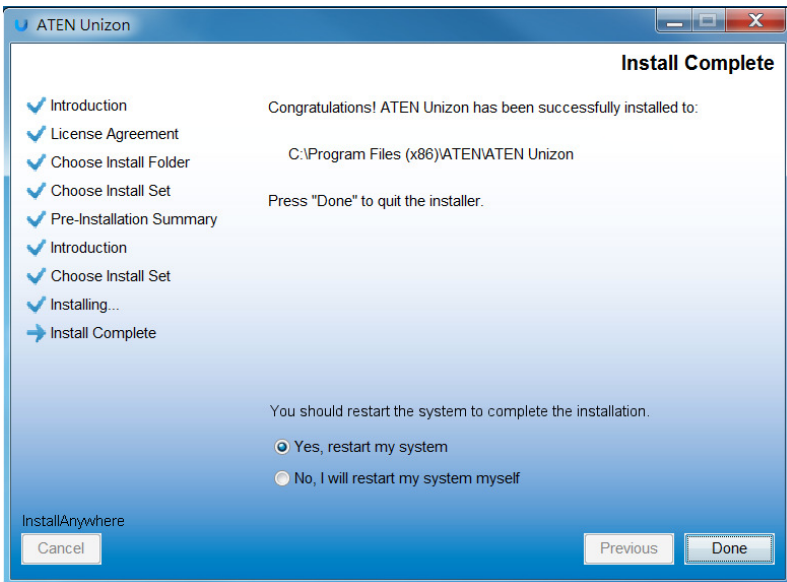 ATEN Unizon
Install Complete
Introduction
License Agreement
Choose Install Folder
Choose Install Set
Pre-Installation Summary
Introduction
Choose Install Set
Installing...
Install Complete
Congratulations! ATEN Unizon has been successfully installed to:
C:\Program Files (x86)\ATEN\ATEN Unizon
Press "Done" to quit the installer.
You should restart the system to complete the installation.
Yes, restart my system
No, I will restart my system myself
InstallAnywhere
Cancel
Previous
Done